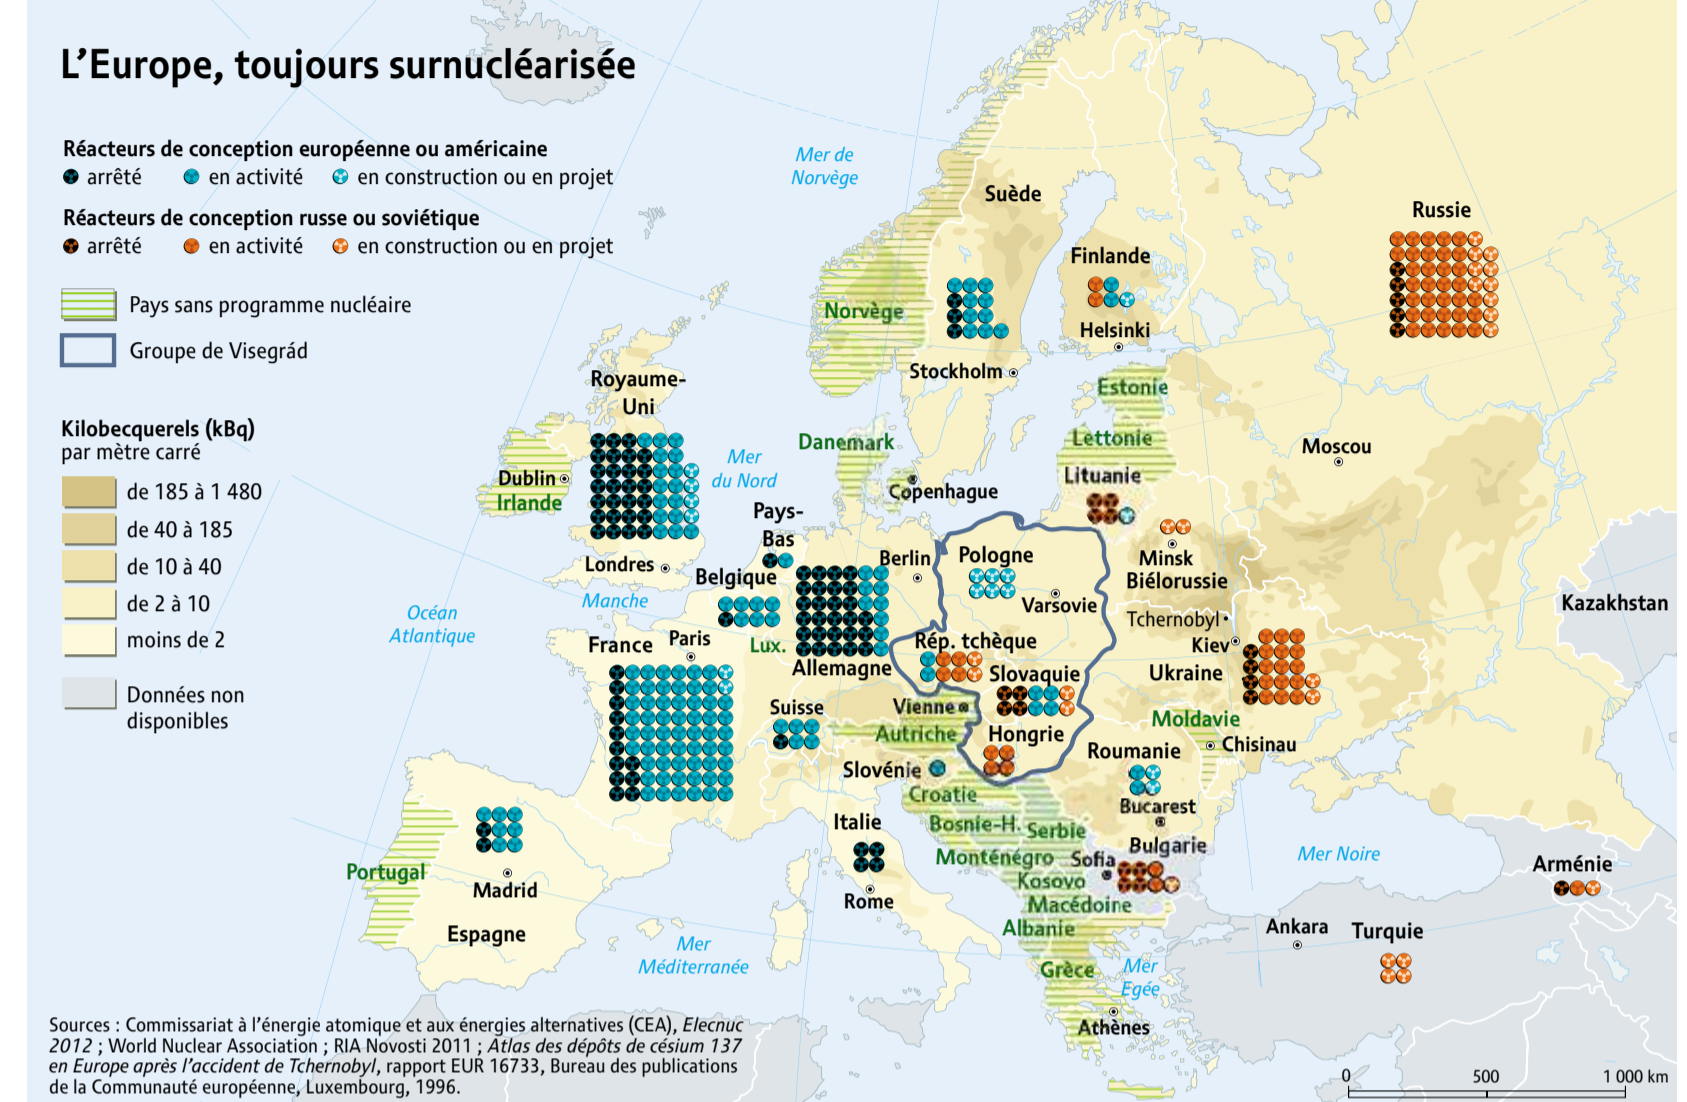 L'Europe, toujours surnucléarisée
Réacteurs de conception européenne ou américaine
arrêté
en activité
en construction ou en projet
Réacteurs de conception russe ou soviétique
arrêté
en activité
en construction ou en projet
Pays sans programme nucléaire
Groupe de Visegrád
Kilobecquerels (kBq)
par mètre carré
de 185 à 1 480
de 40 à 185
de 10 à 40
de 2 à 10
moins de 2
Données non
disponibles
Mer de
Norvège
Suède
Russie
Finlande
Norvège
Helsinki
Stockholm
Royaume-
Uni
Estonie
Danemark
Lettonie
Moscou
Mer
du Nord
Dublin
Irlande
Lituanie
Copenhague
Pays-
Bas
Berlin
Pologne
Minsk
Biélorussie
Londres
Belgique
Manche
Varsovie
Kazakhstan
Océan
Atlantique
Tchernobyl
France
Paris
Lux.
Rép. tchèque
Kiev
Allemagne
Slovaquie
Ukraine
Suisse
Vienne
Autriche
Hongrie
Moldavie
Chisinau
Roumanie
Slovénie
Croatie
Bucarest
Italie
Bosnie-H.
Serbie
Bulgarie
Mer Noire
Monténégro
Sofia
Arménie
Portugal
Kosovo
Madrid
Rome
Macédoine
Albanie
Ankara
Turquie
Espagne
Mer
Méditerranée
Grèce
Mer
Egée
Athènes
Sources : Commissariat à l'énergie atomique et aux énergies alternatives (CEA), Elecnuc
2012 ; World Nuclear Association ; RIA Novosti 2011 ; Atlas des dépôts de césium 137
en Europe après l'accident de Tchernobyl, rapport EUR 16733, Bureau des publications
de la Communauté européenne, Luxembourg, 1996.
0 500 1 000 km